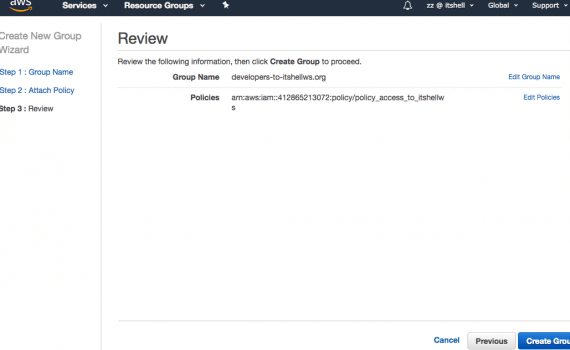 aws
Services
Resource Groups
zz @ itshell
Global
Support
Create New Group
Wizard
Step 1 : Group Name
Step 2 : Attach Policy
Step 3 : Review
Review
Review the following information, then click Create Group to proceed.
Group Name developers-to-itshellws.org Edit Group Name
Policies arn:aws:iam::412865213072:policy/policy_access_to_itshellw
s
Edit Policies
Cancel
Previous
Create Grou